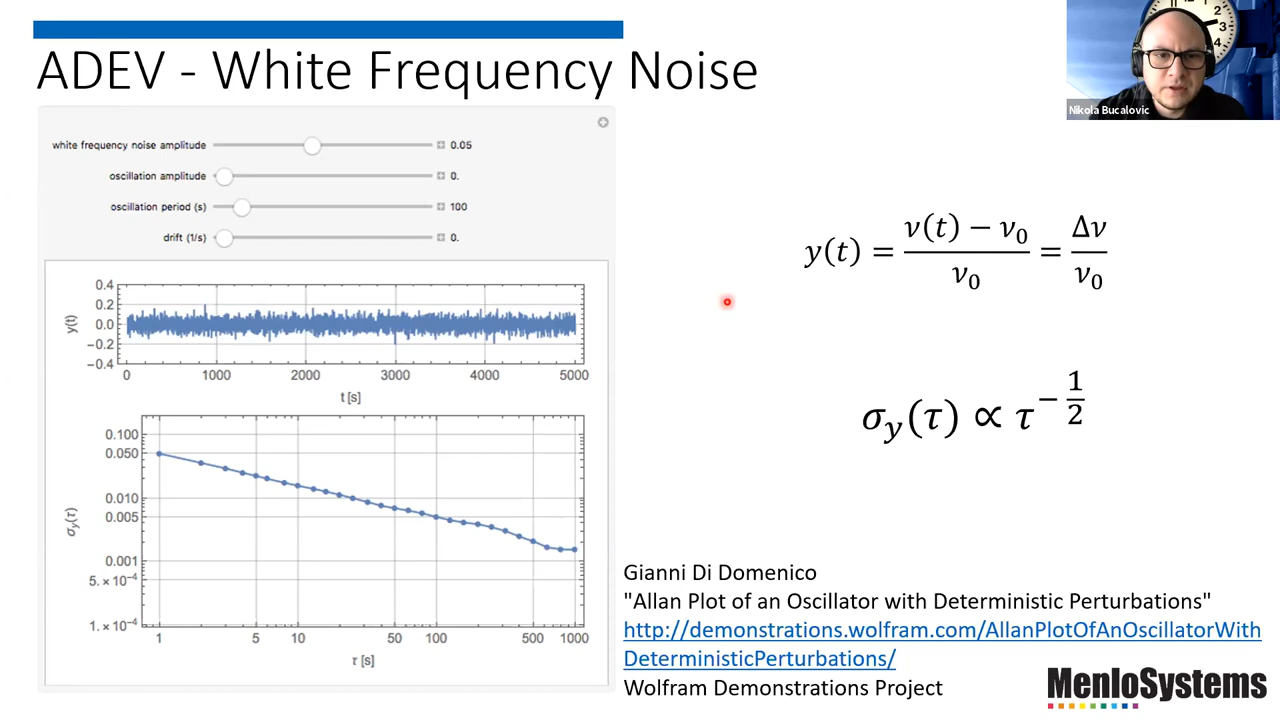 ADEV - White Frequency Noise
Nikola Bucalovic
2
3
4
white frequency noise amplitude 0.05
oscillation amplitude 0.
oscillation period (s) 100
drift (1/s) 0.
0.4
0.2
0.0
−0.2
−0.4
y(t)
0 1000 2000 3000 4000 5000
t [s]
0.100
0.050
0.010
0.005
0.001
5. × 10⁻⁴
1. × 10⁻⁴
σy(τ)
1 5 10 50 100 500 1000
τ [s]
y(t) = (ν(t) − ν₀)/ν₀ = Δν/ν₀
σy(τ) ∝ τ^(−1/2)
Gianni Di Domenico
"Allan Plot of an Oscillator with Deterministic Perturbations"
http://demonstrations.wolfram.com/AllanPlotOfAnOscillatorWith
DeterministicPerturbations/
Wolfram Demonstrations Project
MenloSystems